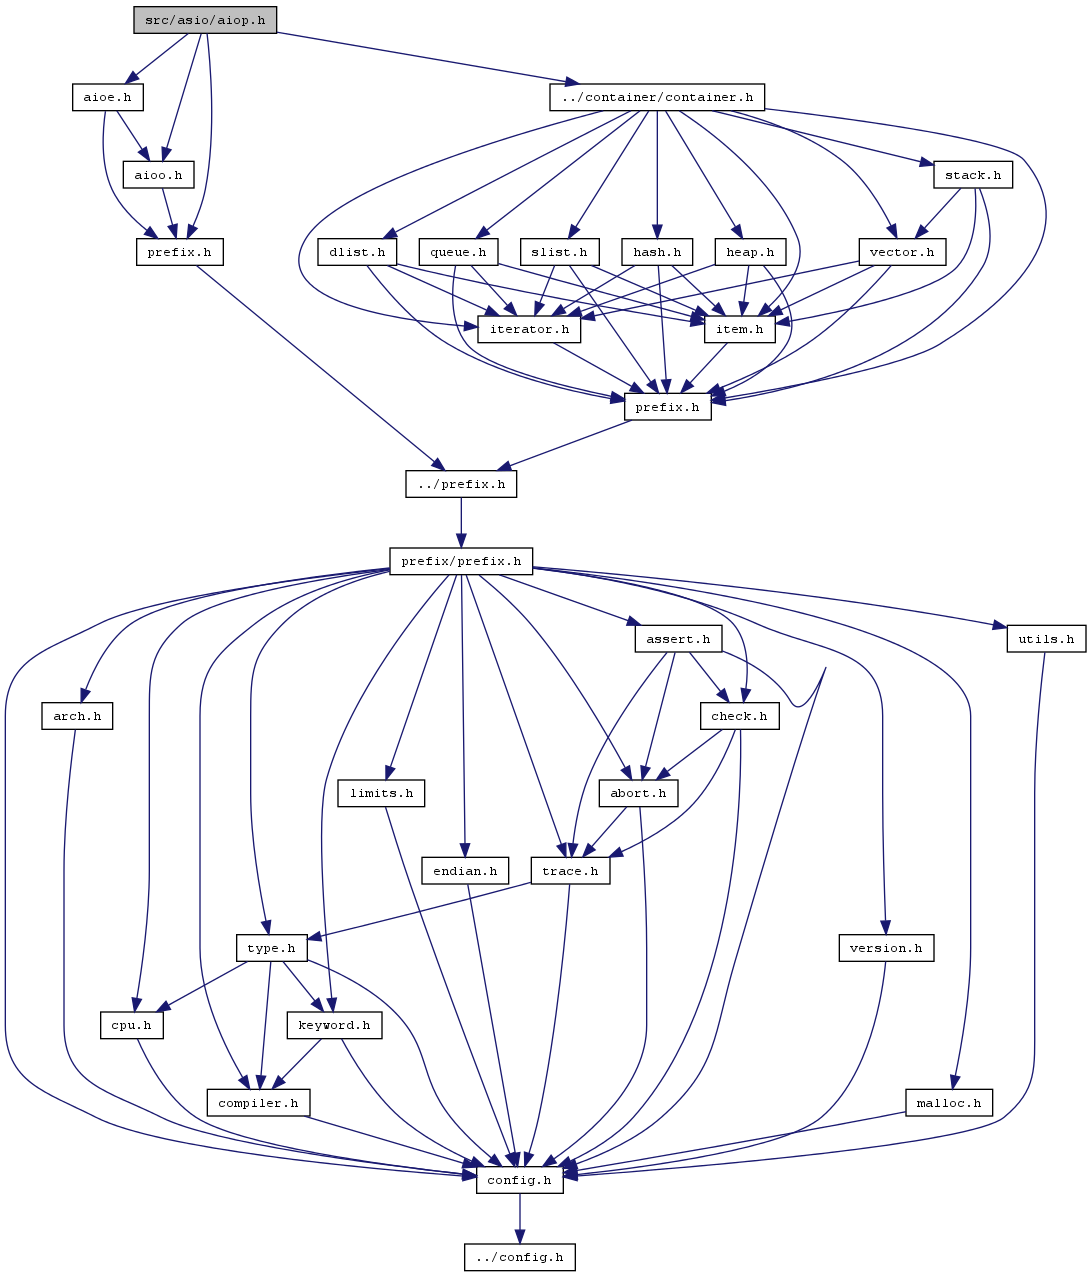 src/asio/aiop.h
aioe.h
../container/container.h
aioo.h
stack.h
prefix.h
dlist.h
queue.h
slist.h
hash.h
heap.h
vector.h
iterator.h
item.h
prefix.h
../prefix.h
prefix/prefix.h
assert.h
utils.h
arch.h
check.h
limits.h
abort.h
endian.h
trace.h
type.h
version.h
cpu.h
keyword.h
compiler.h
malloc.h
config.h
../config.h